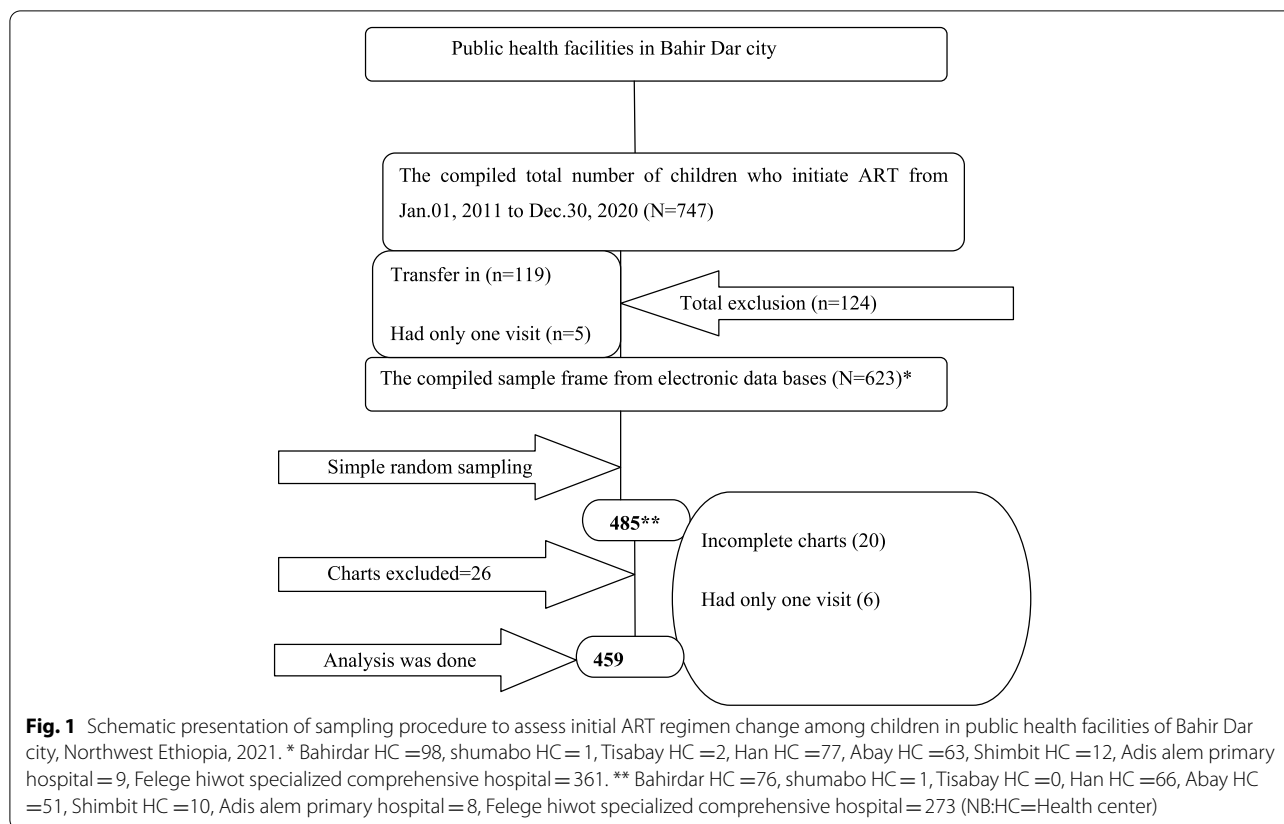 Public health facilities in Bahir Dar city
The compiled total number of children who initiate ART from
Jan.01, 2011 to Dec.30, 2020 (N=747)
Transfer in (n=119)
Total exclusion (n=124)
Had only one visit (n=5)
The compiled sample frame from electronic data bases (N=623)*
Simple random sampling
485**
Incomplete charts (20)
Charts excluded=26
Had only one visit (6)
459
Analysis was done
Fig. 1 Schematic presentation of sampling procedure to assess initial ART regimen change among children in public health facilities of Bahir Dar
city, Northwest Ethiopia, 2021. * Bahirdar HC =98, shumabo HC = 1, Tisabay HC =2, Han HC =77, Abay HC =63, Shimbit HC =12, Adis alem primary
hospital = 9, Felege hiwot specialized comprehensive hospital = 361. ** Bahirdar HC =76, shumabo HC = 1, Tisabay HC =0, Han HC =66, Abay HC
=51, Shimbit HC =10, Adis alem primary hospital = 8, Felege hiwot specialized comprehensive hospital = 273 (NB:HC=Health center)